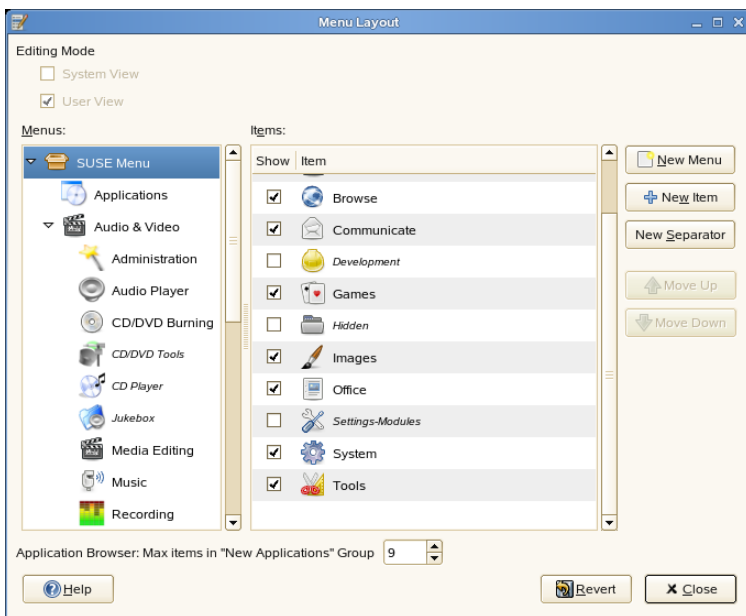 Menu Layout
Editing Mode
System View
User View
Menus:
Items:
SUSE Menu
Applications
Audio & Video
Administration
Audio Player
CD/DVD Burning
CD/DVD Tools
CD Player
Jukebox
Media Editing
Music
Recording
Show Item
Browse
Communicate
Development
Games
Hidden
Images
Office
Settings-Modules
System
Tools
New Menu
New Item
New Separator
Move Up
Move Down
Application Browser: Max items in "New Applications" Group 9
Help
Revert
Close